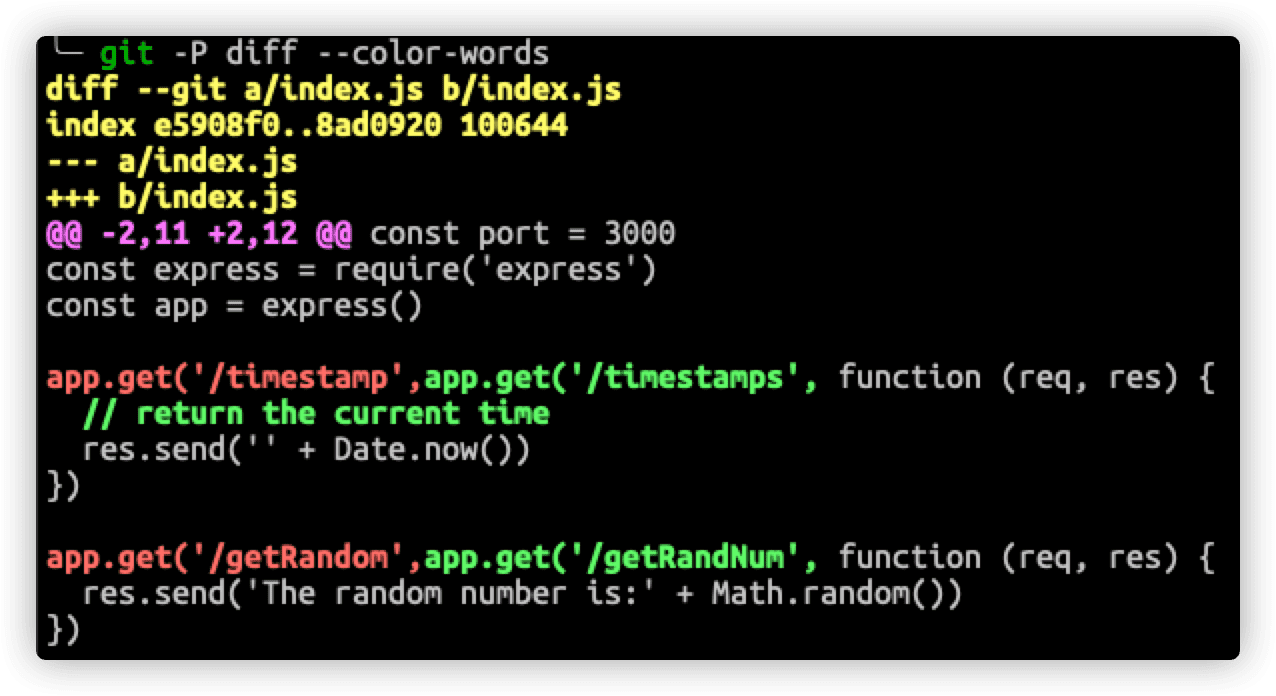 ╰─ git -P diff --color-words
diff --git a/index.js b/index.js
index e5908f0..8ad0920 100644
--- a/index.js
+++ b/index.js
@@ -2,11 +2,12 @@ const port = 3000
const express = require('express')
const app = express()

app.get('/timestamp',app.get('/timestamps', function (req, res) {
  // return the current time
  res.send('' + Date.now())
})

app.get('/getRandom',app.get('/getRandNum', function (req, res) {
  res.send('The random number is:' + Math.random())
})